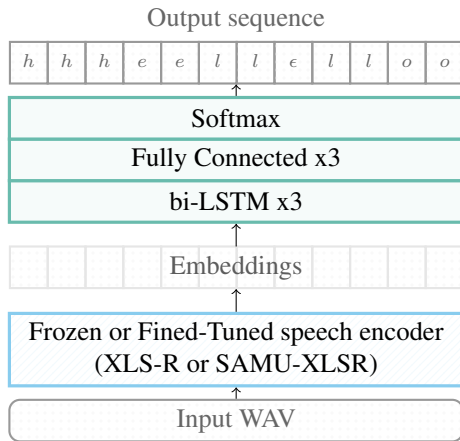 Output sequence
h h h e e l l ϵ l l o o
Softmax
Fully Connected x3
bi-LSTM x3
Embeddings
Frozen or Fined-Tuned speech encoder
(XLS-R or SAMU-XLSR)
Input WAV